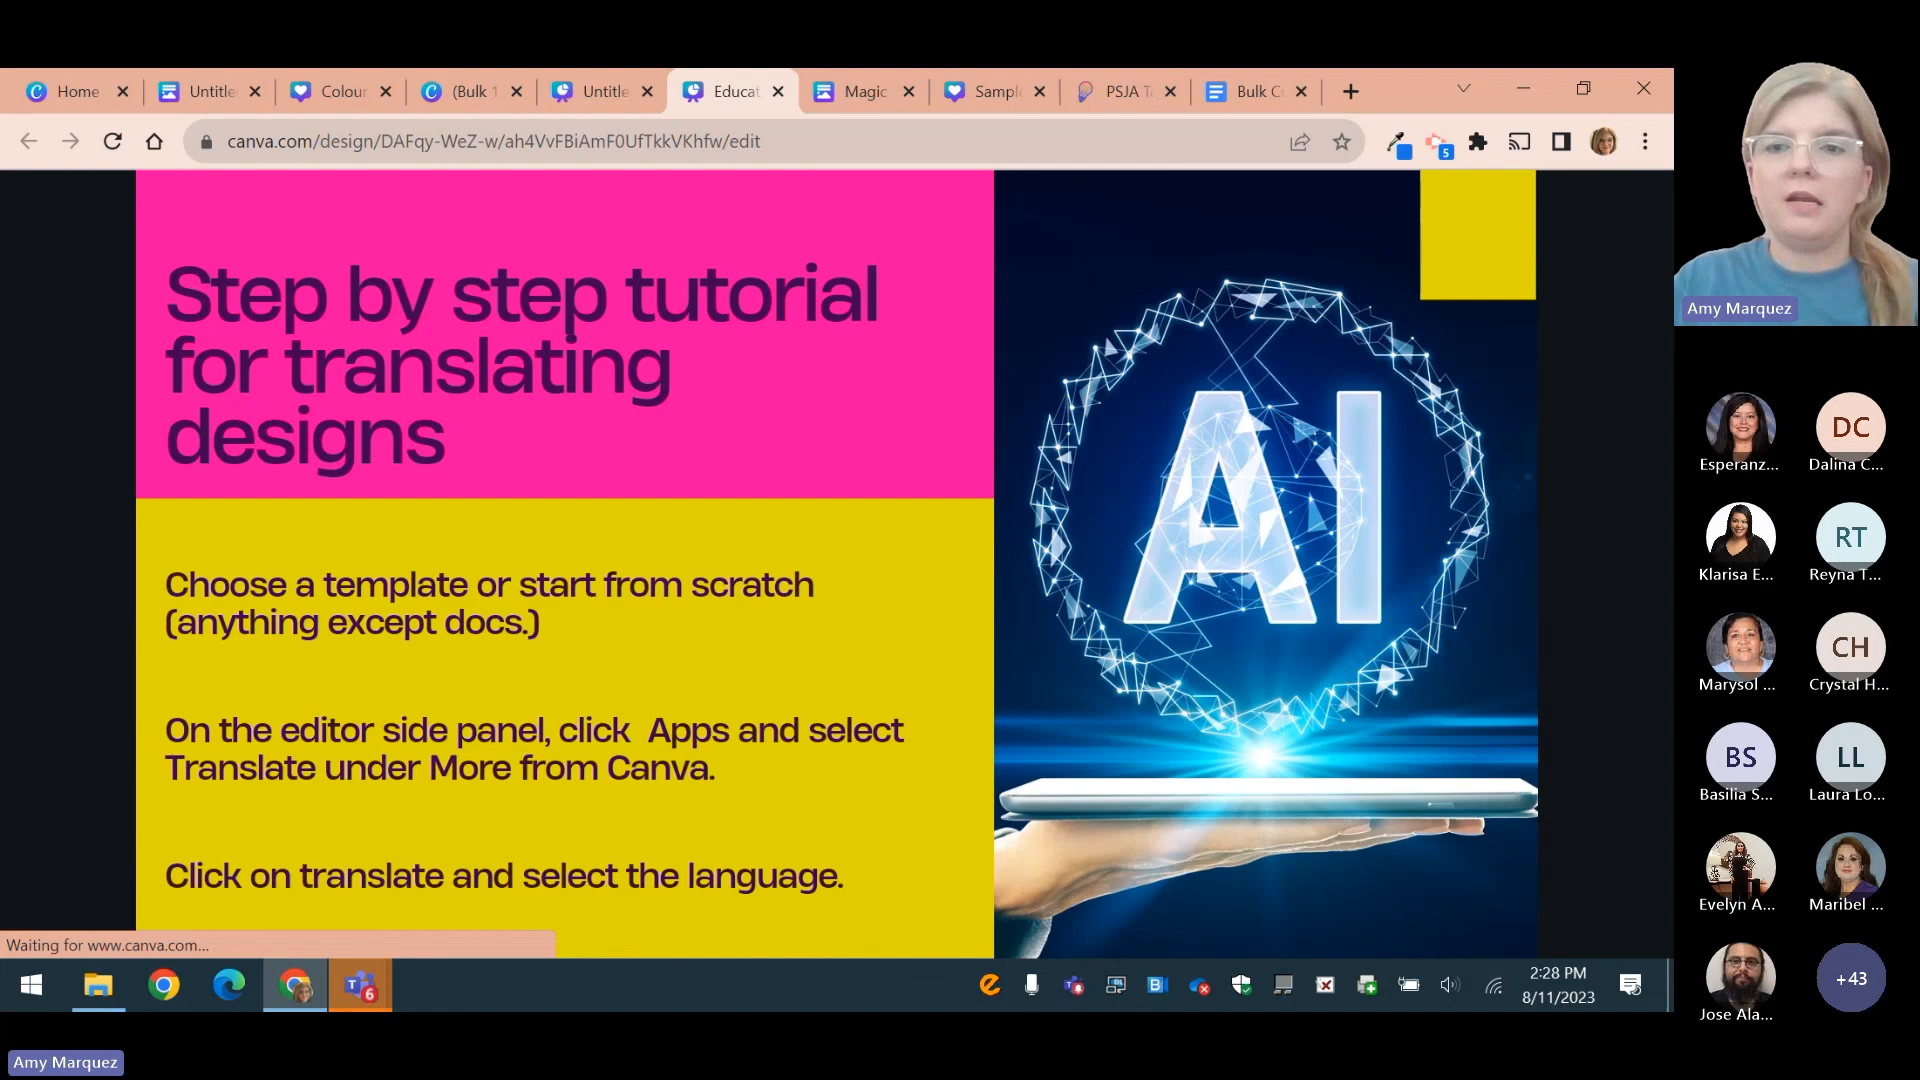 Home
Untitle
Colour
(Bulk 1
Untitle
Educat
Magic
Sample
PSJA T
Bulk C
canva.com/design/DAFqy-WeZ-w/ah4VvFBiAmF0UfTkkVKhfw/edit
5
Step by step tutorial
for translating
designs
AI
Choose a template or start from scratch
(anything except docs.)
On the editor side panel, click Apps and select
Translate under More from Canva.
Click on translate and select the language.
Waiting for www.canva.com...
6
2:28 PM
8/11/2023
Amy Marquez
Amy Marquez
Esperanz...
DC
Dalina C...
Klarisa E...
RT
Reyna T...
Marysol ...
CH
Crystal H...
BS
Basilia S...
LL
Laura Lo...
Evelyn A...
Maribel ...
Jose Ala...
+43